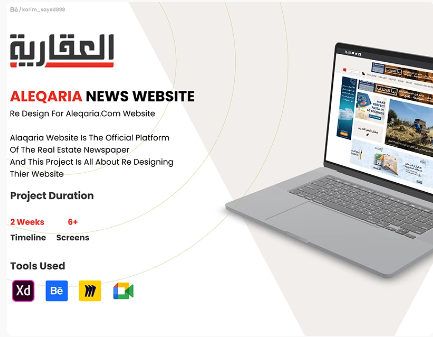 Bē/karim_sayed898
العقارية
ALEQARIA NEWS WEBSITE
Re Design For Aleqaria.Com Website
Alaqaria Website Is The Official Platform
Of The Real Estate Newspaper
And This Project Is All About Re Designing
Thier Website
Project Duration
2 Weeks 6+
Timeline Screens
Tools Used
Xd Bē